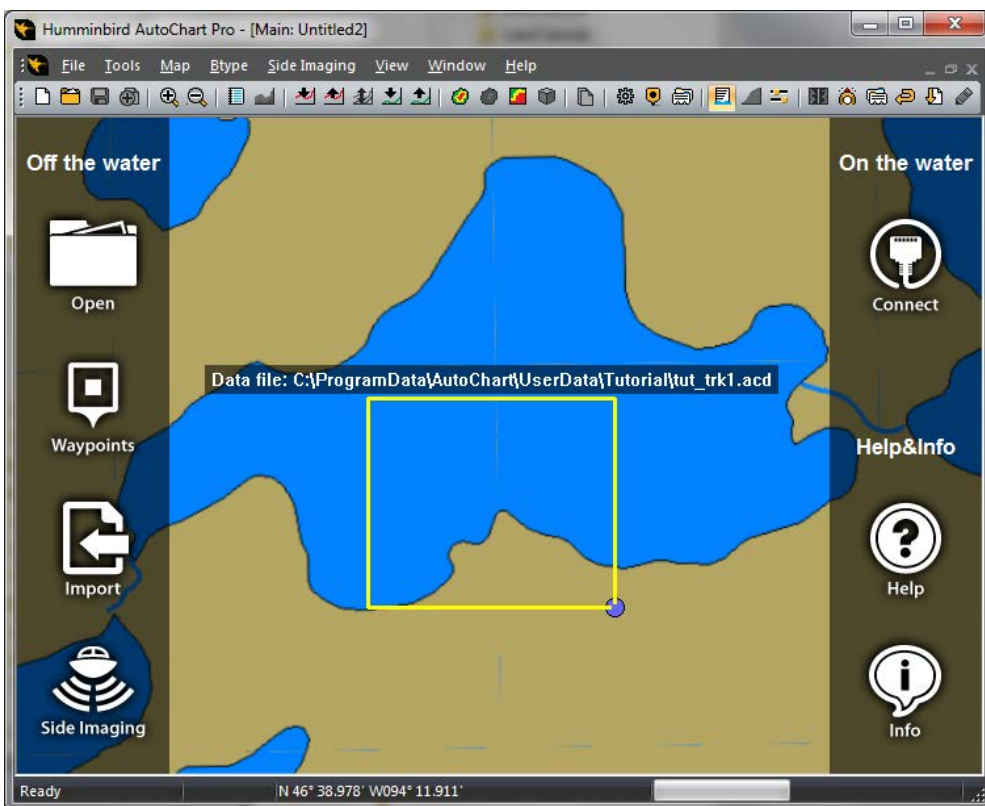 Humminbird AutoChart Pro - [Main: Untitled2]
File Tools Map Btype Side Imaging View Window Help
Off the water
On the water
Open
Connect
Data file: C:\ProgramData\AutoChart\UserData\Tutorial\tut_trk1.acd
Waypoints
Help&Info
Import
Help
Side Imaging
Info
Ready
N 46° 38.978' W094° 11.911'